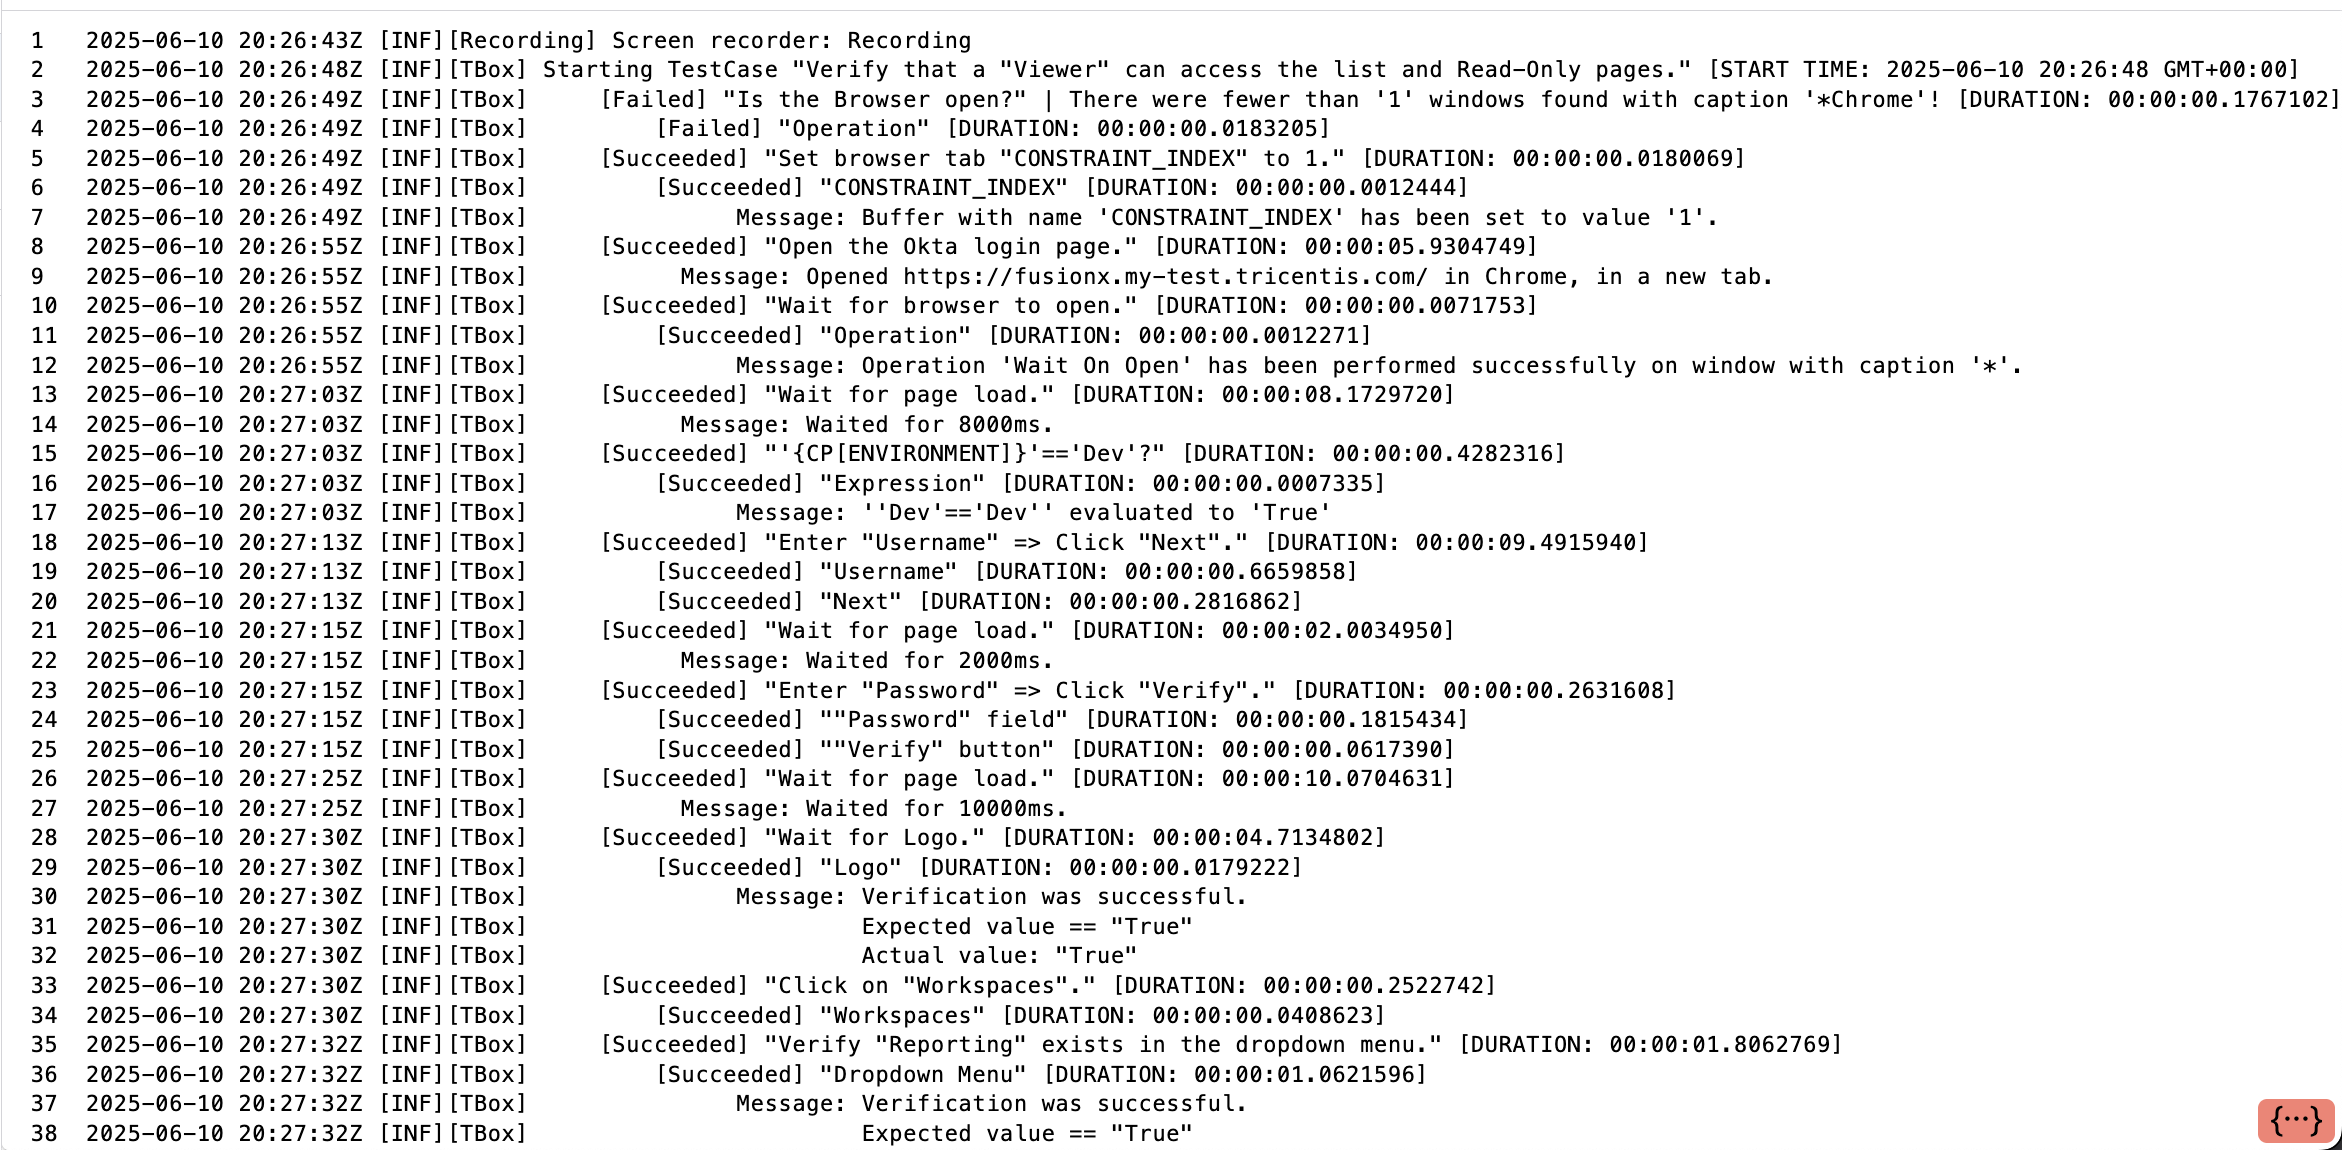 1 2025-06-10 20:26:43Z [INF][Recording] Screen recorder: Recording
2 2025-06-10 20:26:48Z [INF][TBox] Starting TestCase "Verify that a "Viewer" can access the list and Read-Only pages." [START TIME: 2025-06-10 20:26:48 GMT+00:00]
3 2025-06-10 20:26:49Z [INF][TBox] [Failed] "Is the Browser open?" | There were fewer than '1' windows found with caption '*Chrome'! [DURATION: 00:00:00.1767102]
4 2025-06-10 20:26:49Z [INF][TBox] [Failed] "Operation" [DURATION: 00:00:00.0183205]
5 2025-06-10 20:26:49Z [INF][TBox] [Succeeded] "Set browser tab "CONSTRAINT_INDEX" to 1." [DURATION: 00:00:00.0180069]
6 2025-06-10 20:26:49Z [INF][TBox] [Succeeded] "CONSTRAINT_INDEX" [DURATION: 00:00:00.0012444]
7 2025-06-10 20:26:49Z [INF][TBox] Message: Buffer with name 'CONSTRAINT_INDEX' has been set to value '1'.
8 2025-06-10 20:26:55Z [INF][TBox] [Succeeded] "Open the Okta login page." [DURATION: 00:00:05.9304749]
9 2025-06-10 20:26:55Z [INF][TBox] Message: Opened https://fusionx.my-test.tricentis.com/ in Chrome, in a new tab.
10 2025-06-10 20:26:55Z [INF][TBox] [Succeeded] "Wait for browser to open." [DURATION: 00:00:00.0071753]
11 2025-06-10 20:26:55Z [INF][TBox] [Succeeded] "Operation" [DURATION: 00:00:00.0012271]
12 2025-06-10 20:26:55Z [INF][TBox] Message: Operation 'Wait On Open' has been performed successfully on window with caption '*'.
13 2025-06-10 20:27:03Z [INF][TBox] [Succeeded] "Wait for page load." [DURATION: 00:00:08.1729720]
14 2025-06-10 20:27:03Z [INF][TBox] Message: Waited for 8000ms.
15 2025-06-10 20:27:03Z [INF][TBox] [Succeeded] "'{CP[ENVIRONMENT]}'=='Dev'?" [DURATION: 00:00:00.4282316]
16 2025-06-10 20:27:03Z [INF][TBox] [Succeeded] "Expression" [DURATION: 00:00:00.0007335]
17 2025-06-10 20:27:03Z [INF][TBox] Message: ''Dev'=='Dev'' evaluated to 'True'
18 2025-06-10 20:27:13Z [INF][TBox] [Succeeded] "Enter "Username" => Click "Next"." [DURATION: 00:00:09.4915940]
19 2025-06-10 20:27:13Z [INF][TBox] [Succeeded] "Username" [DURATION: 00:00:00.6659858]
20 2025-06-10 20:27:13Z [INF][TBox] [Succeeded] "Next" [DURATION: 00:00:00.2816862]
21 2025-06-10 20:27:15Z [INF][TBox] [Succeeded] "Wait for page load." [DURATION: 00:00:02.0034950]
22 2025-06-10 20:27:15Z [INF][TBox] Message: Waited for 2000ms.
23 2025-06-10 20:27:15Z [INF][TBox] [Succeeded] "Enter "Password" => Click "Verify"." [DURATION: 00:00:00.2631608]
24 2025-06-10 20:27:15Z [INF][TBox] [Succeeded] ""Password" field" [DURATION: 00:00:00.1815434]
25 2025-06-10 20:27:15Z [INF][TBox] [Succeeded] ""Verify" button" [DURATION: 00:00:00.0617390]
26 2025-06-10 20:27:25Z [INF][TBox] [Succeeded] "Wait for page load." [DURATION: 00:00:10.0704631]
27 2025-06-10 20:27:25Z [INF][TBox] Message: Waited for 10000ms.
28 2025-06-10 20:27:30Z [INF][TBox] [Succeeded] "Wait for Logo." [DURATION: 00:00:04.7134802]
29 2025-06-10 20:27:30Z [INF][TBox] [Succeeded] "Logo" [DURATION: 00:00:00.0179222]
30 2025-06-10 20:27:30Z [INF][TBox] Message: Verification was successful.
31 2025-06-10 20:27:30Z [INF][TBox] Expected value == "True"
32 2025-06-10 20:27:30Z [INF][TBox] Actual value: "True"
33 2025-06-10 20:27:30Z [INF][TBox] [Succeeded] "Click on "Workspaces"." [DURATION: 00:00:00.2522742]
34 2025-06-10 20:27:30Z [INF][TBox] [Succeeded] "Workspaces" [DURATION: 00:00:00.0408623]
35 2025-06-10 20:27:32Z [INF][TBox] [Succeeded] "Verify "Reporting" exists in the dropdown menu." [DURATION: 00:00:01.8062769]
36 2025-06-10 20:27:32Z [INF][TBox] [Succeeded] "Dropdown Menu" [DURATION: 00:00:01.0621596]
37 2025-06-10 20:27:32Z [INF][TBox] Message: Verification was successful.
38 2025-06-10 20:27:32Z [INF][TBox] Expected value == "True"
{···}